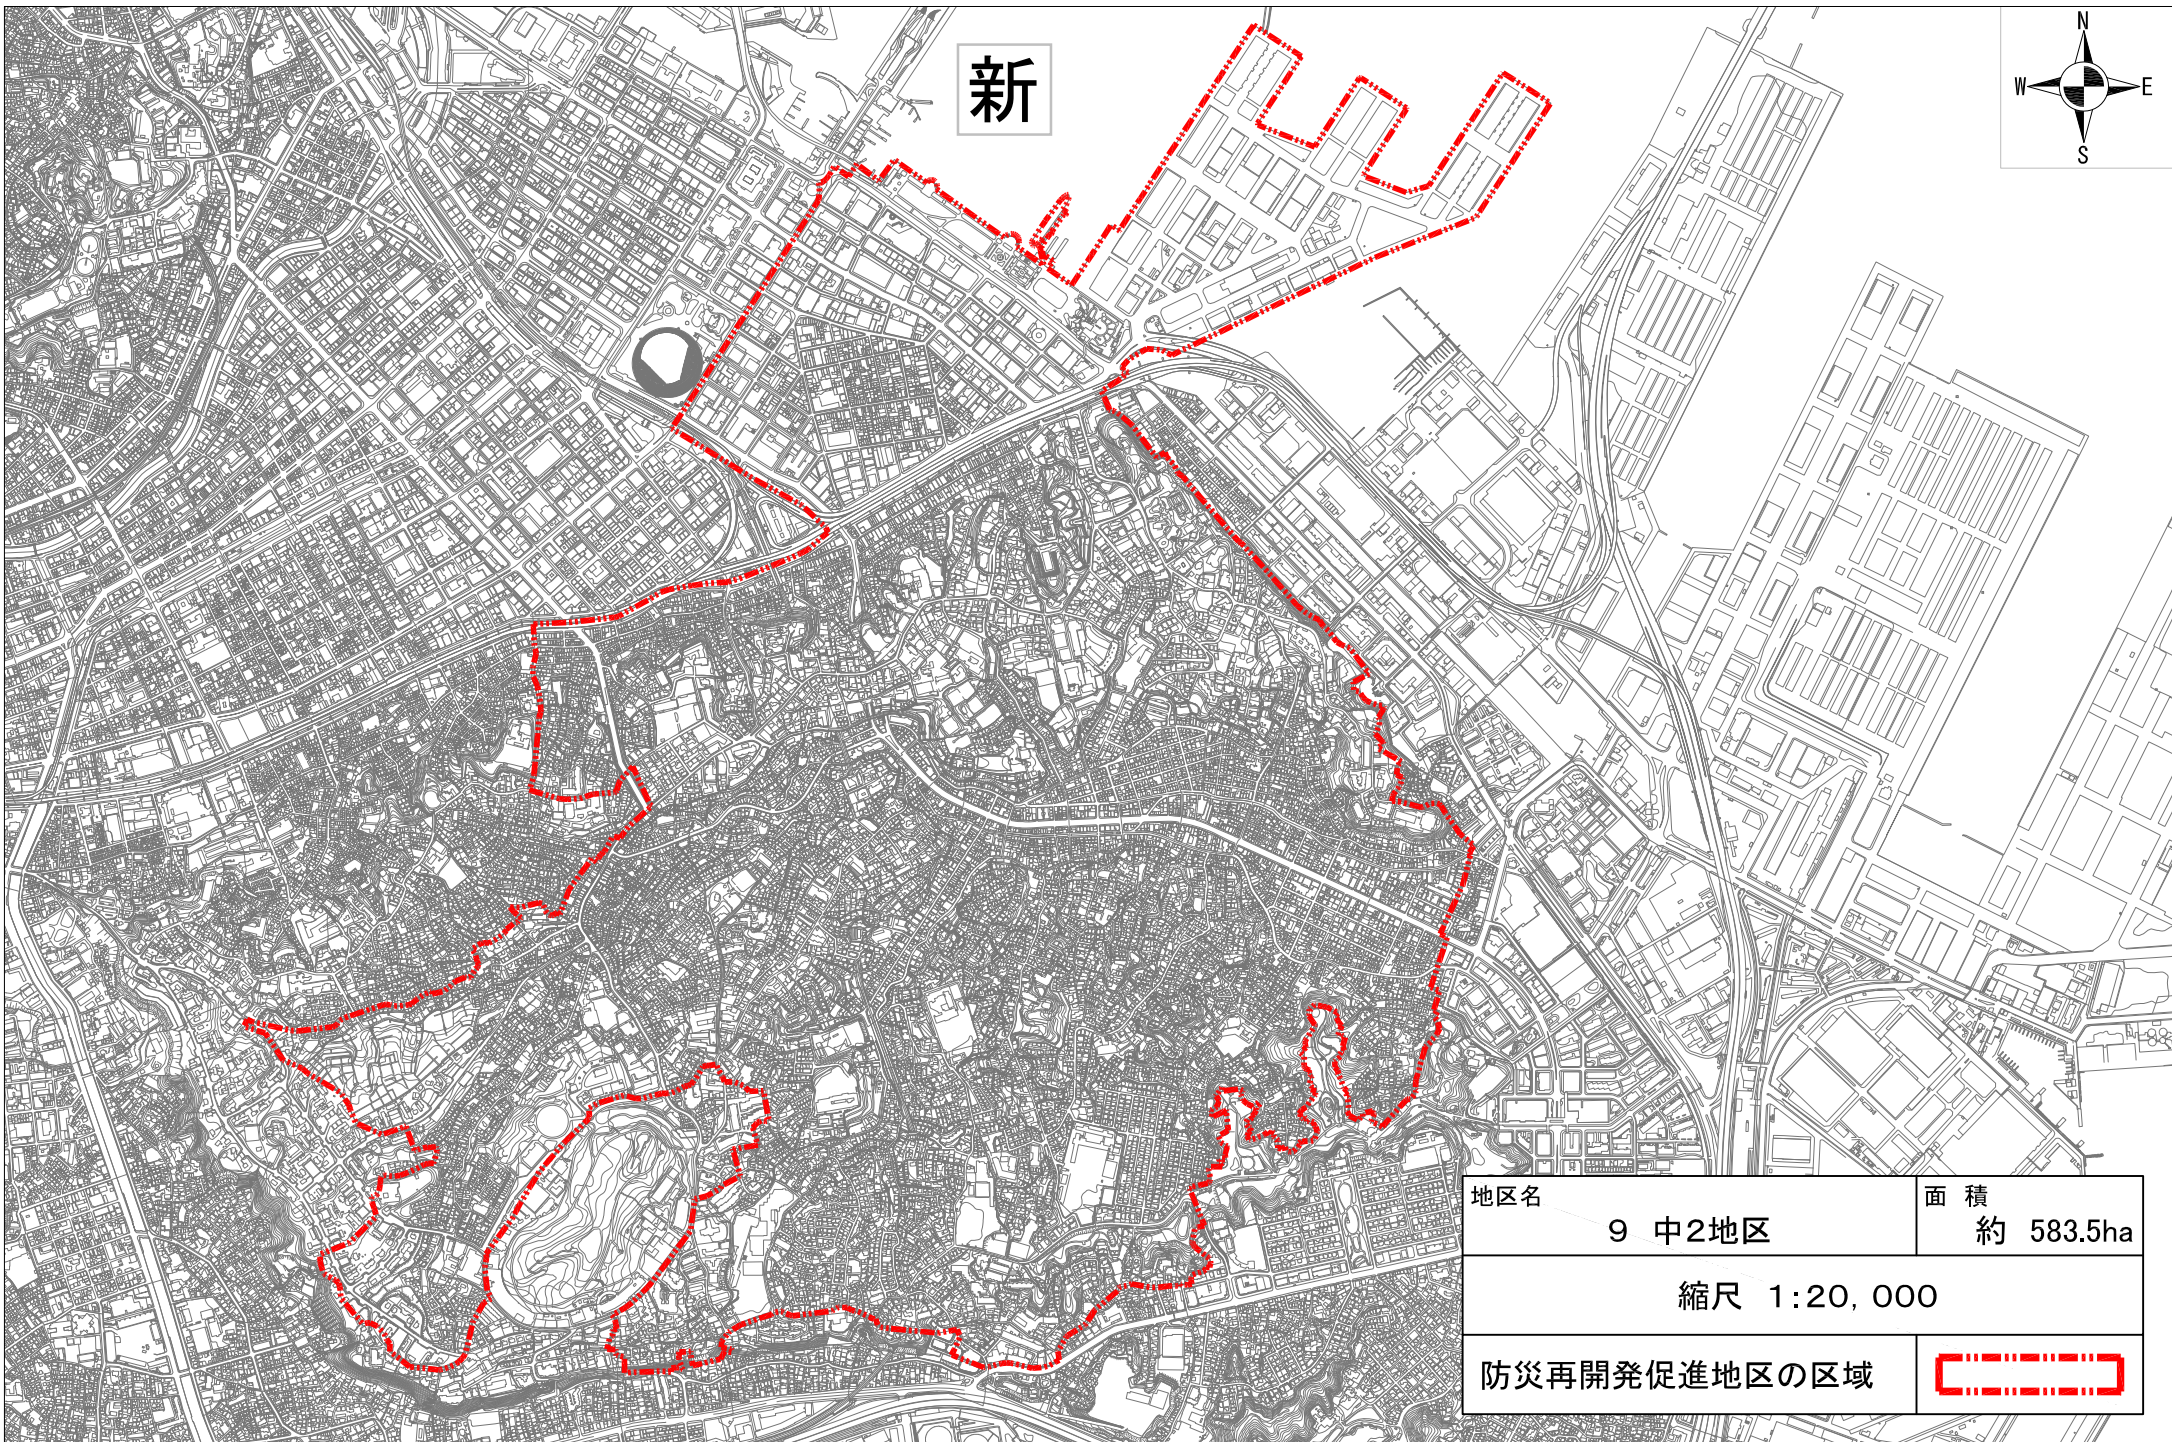 新
N
W E
S
地区名
9 中2地区
面 積
約 583.5ha
縮尺 1:20,000
防災再開発促進地区の区域